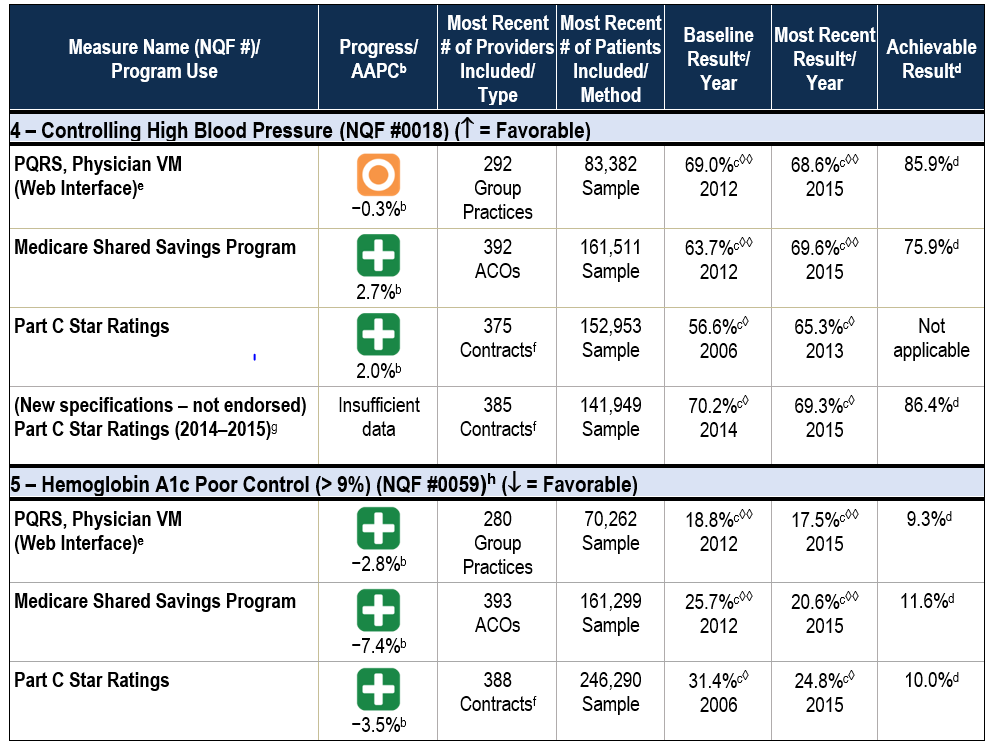 Measure Name (NQF #)/
Program Use
Progress/
AAPCᵇ
Most Recent
# of Providers
Included/
Type
Most Recent
# of Patients
Included/
Method
Baseline
Resultᶜ/
Year
Most Recent
Resultᶜ/
Year
Achievable
Resultᵈ
4 – Controlling High Blood Pressure (NQF #0018) (↑ = Favorable)
PQRS, Physician VM
(Web Interface)ᵉ
−0.3%ᵇ
292
Group
Practices
83,382
Sample
69.0%ᶜ◊◊
2012
68.6%ᶜ◊◊
2015
85.9%ᵈ
Medicare Shared Savings Program
2.7%ᵇ
392
ACOs
161,511
Sample
63.7%ᶜ◊◊
2012
69.6%ᶜ◊◊
2015
75.9%ᵈ
Part C Star Ratings
2.0%ᵇ
375
Contractsᶠ
152,953
Sample
56.6%ᶜ◊
2006
65.3%ᶜ◊
2013
Not
applicable
(New specifications – not endorsed)
Part C Star Ratings (2014–2015)ᵍ
Insufficient
data
385
Contractsᶠ
141,949
Sample
70.2%ᶜ◊
2014
69.3%ᶜ◊
2015
86.4%ᵈ
5 – Hemoglobin A1c Poor Control (> 9%) (NQF #0059)ʰ (↓ = Favorable)
PQRS, Physician VM
(Web Interface)ᵉ
−2.8%ᵇ
280
Group
Practices
70,262
Sample
18.8%ᶜ◊◊
2012
17.5%ᶜ◊◊
2015
9.3%ᵈ
Medicare Shared Savings Program
−7.4%ᵇ
393
ACOs
161,299
Sample
25.7%ᶜ◊◊
2012
20.6%ᶜ◊◊
2015
11.6%ᵈ
Part C Star Ratings
−3.5%ᵇ
388
Contractsᶠ
246,290
Sample
31.4%ᶜ◊
2006
24.8%ᶜ◊
2015
10.0%ᵈ